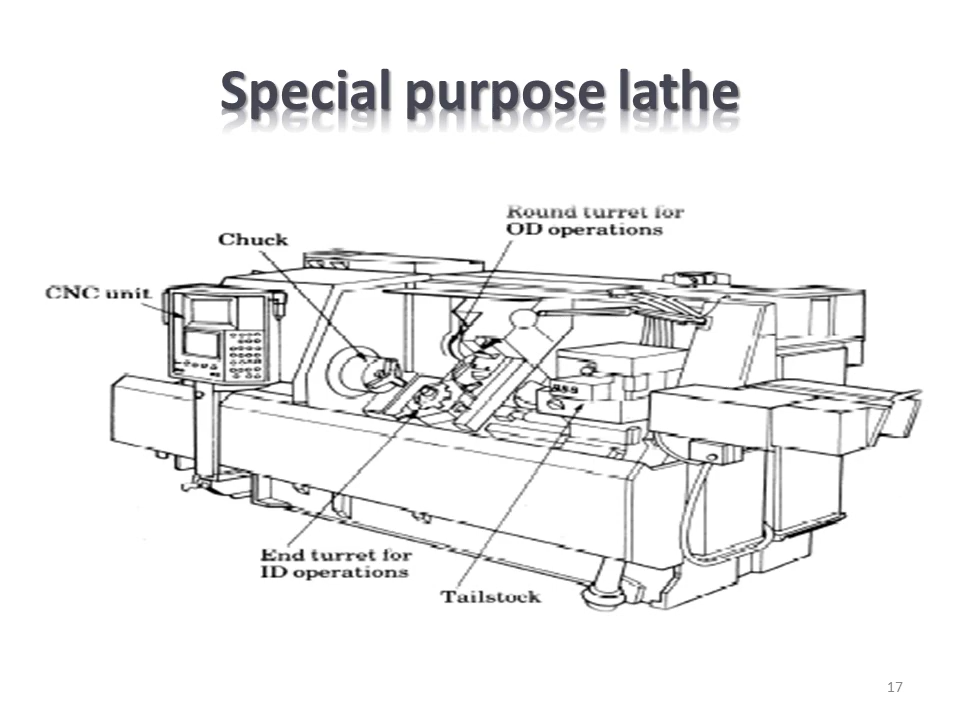 Special purpose lathe
Round turret for
OD operations
Chuck
CNC unit
End turret for
ID operations
Tailstock
17